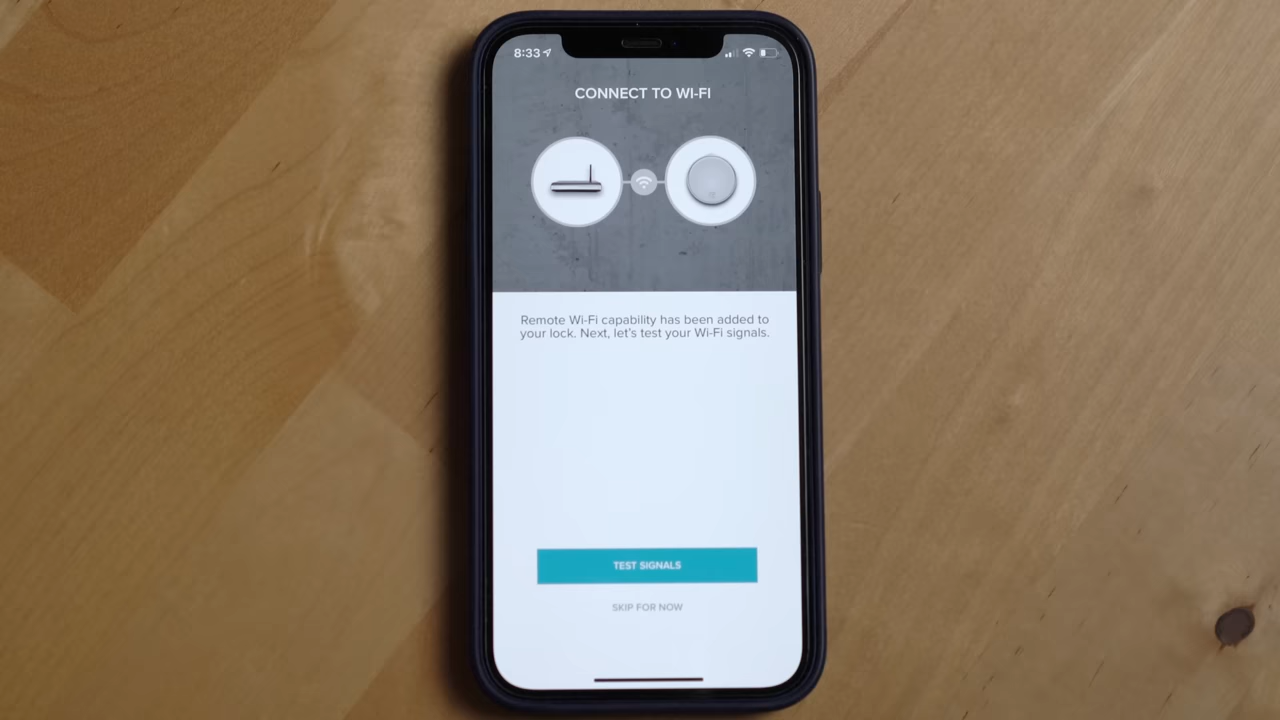 8:33
CONNECT TO WI-FI
Remote Wi-Fi capability has been added to
your lock. Next, let's test your Wi-Fi signals.
TEST SIGNALS
SKIP FOR NOW